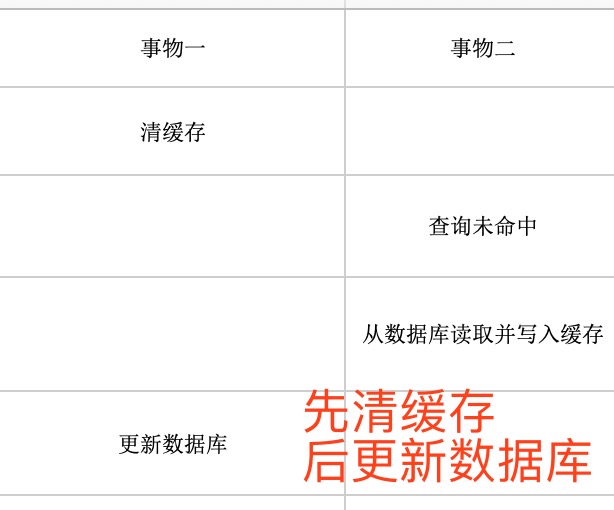 事物一
事物二
清缓存
查询未命中
从数据库读取并写入缓存
更新数据库
先清缓存
后更新数据库